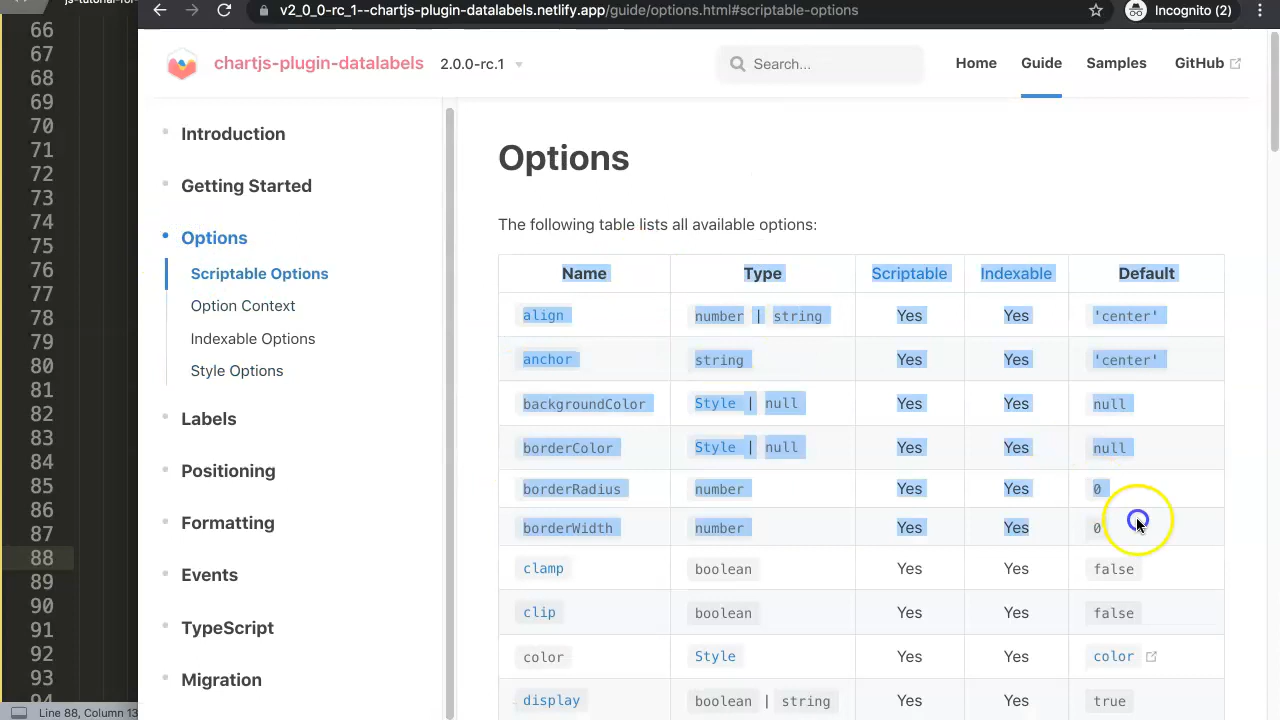 js-tutorial-for
v2_0_0-rc_1--chartjs-plugin-datalabels.netlify.app/guide/options.html#scriptable-options
Incognito (2)
chartjs-plugin-datalabels
2.0.0-rc.1
Search...
Home
Guide
Samples
GitHub
66
67
68
69
70
71
72
73
74
75
76
77
78
79
80
81
82
83
84
85
86
87
88
89
90
91
92
93
94
Line 88, Column 13
Introduction
Getting Started
Options
Scriptable Options
Option Context
Indexable Options
Style Options
Labels
Positioning
Formatting
Events
TypeScript
Migration
Options
The following table lists all available options:
Name Type Scriptable Indexable Default
align number | string Yes Yes 'center'
anchor string Yes Yes 'center'
backgroundColor Style | null Yes Yes null
borderColor Style | null Yes Yes null
borderRadius number Yes Yes 0
borderWidth number Yes Yes 0
clamp boolean Yes Yes false
clip boolean Yes Yes false
color Style Yes Yes color
display boolean | string Yes Yes true